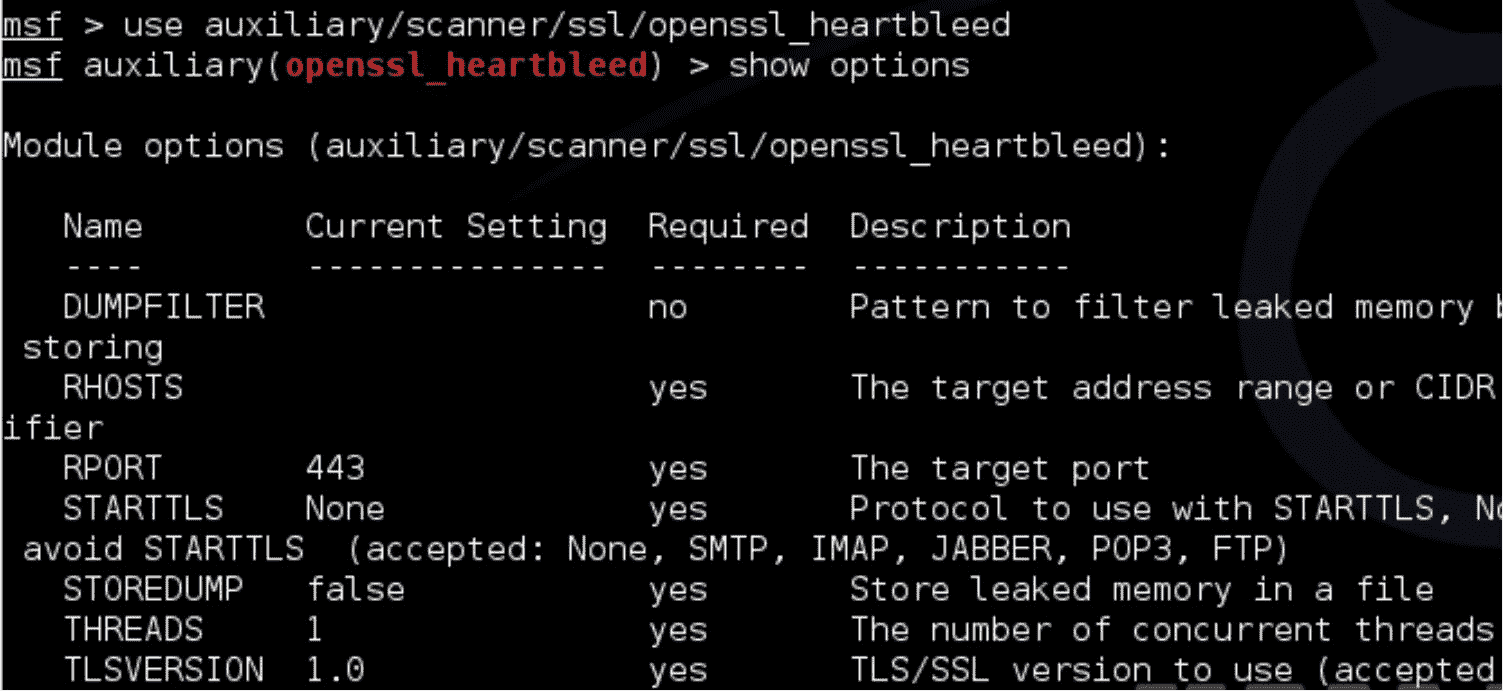 msf > use auxiliary/scanner/ssl/openssl_heartbleed
msf auxiliary(openssl_heartbleed) > show options
Module options (auxiliary/scanner/ssl/openssl_heartbleed):
Name Current Setting Required Description
---- --------------- -------- -----------
DUMPFILTER no Pattern to filter leaked memory
storing
RHOSTS yes The target address range or CIDR
ifier
RPORT 443 yes The target port
STARTTLS None yes Protocol to use with STARTTLS,
avoid STARTTLS (accepted: None, SMTP, IMAP, JABBER, POP3, FTP)
STOREDUMP false yes Store leaked memory in a file
THREADS 1 yes The number of concurrent threads
TLSVERSION 1.0 yes TLS/SSL version to use (accepted